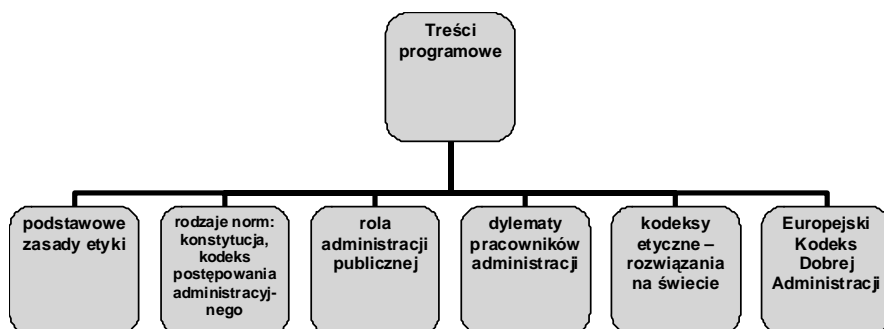 Treści
programowe
podstawowe
zasady etyki
rodzaje norm:
konstytucja,
kodeks
postępowania
administracyj-
nego
rola
administracji
publicznej
dylematy
pracowników
administracji
kodeksy
etyczne –
rozwiązania
na świecie
Europejski
Kodeks
Dobrej
Administracji